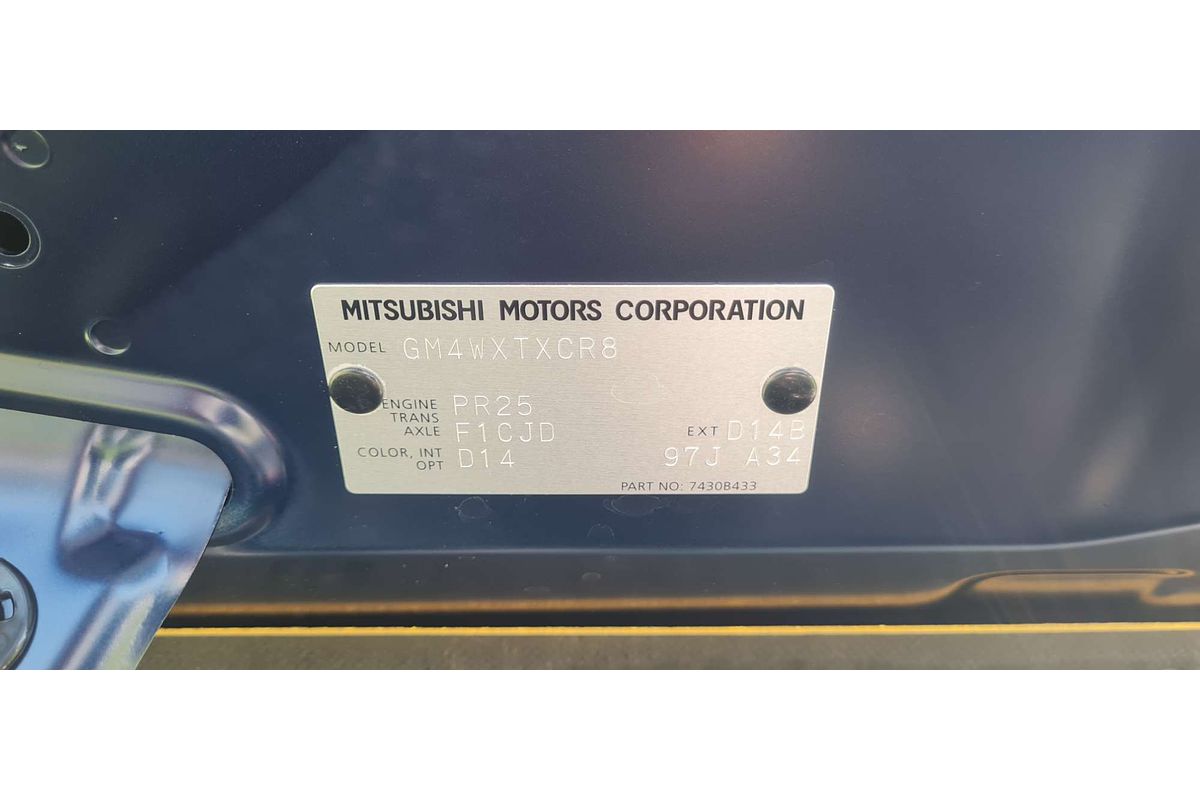 MITSUBISHI MOTORS CORPORATION
MODEL GM4WXTXCR8
ENGINE PR25
TRANS AXLE F1CJD EXT D14B
COLOR, INT OPT D14 97J A34
PART NO: 7430B433